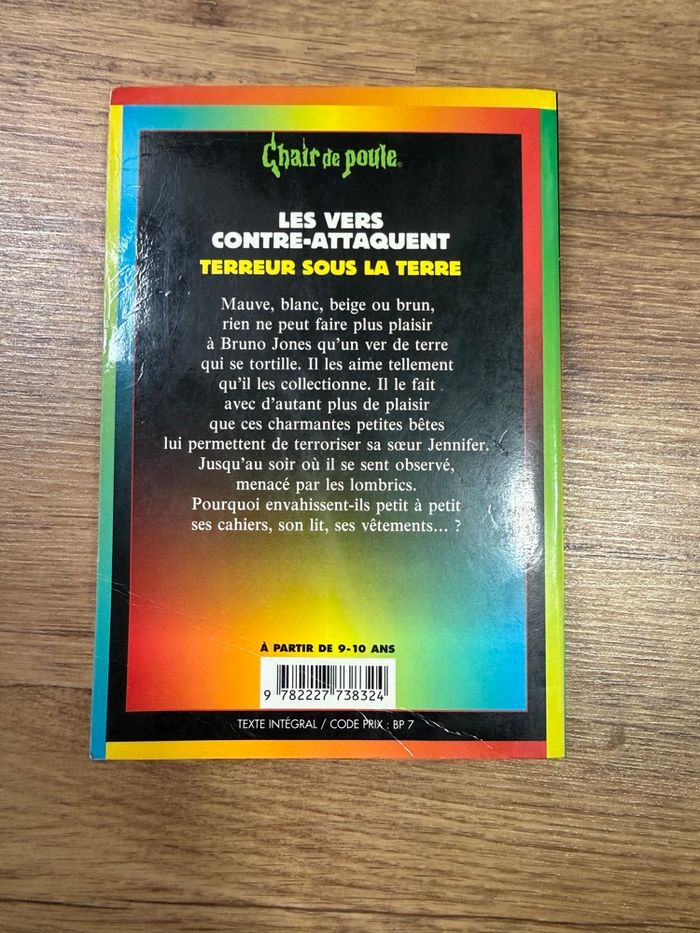 Chair de poule®
LES VERS
CONTRE-ATTAQUENT
TERREUR SOUS LA TERRE
Mauve, blanc, beige ou brun,
rien ne peut faire plus plaisir
à Bruno Jones qu'un ver de terre
qui se tortille. Il les aime tellement
qu'il les collectionne. Il le fait
avec d'autant plus de plaisir
que ces charmantes petites bêtes
lui permettent de terroriser sa sœur Jennifer.
Jusqu'au soir où il se sent observé,
menacé par les lombrics.
Pourquoi envahissent-ils petit à petit
ses cahiers, son lit, ses vêtements... ?
À PARTIR DE 9-10 ANS
9 782227 738324
TEXTE INTÉGRAL / CODE PRIX : BP 7